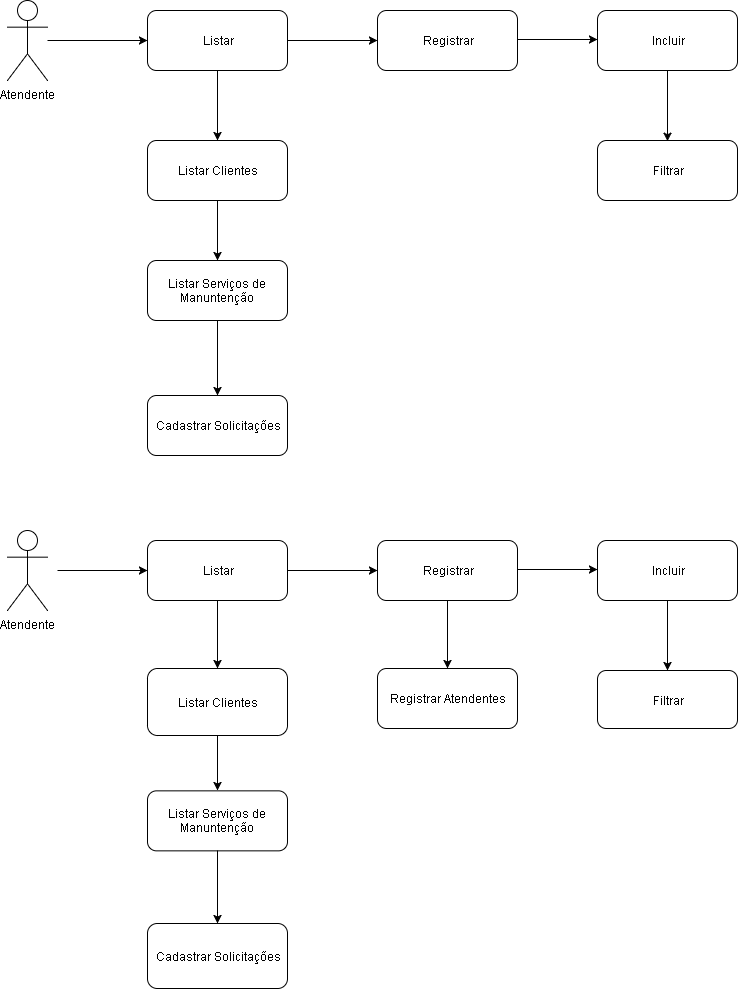 Listar
Registrar
Incluir
Atendente
Listar Clientes
Filtrar
Listar Serviços de
Manuntenção
Cadastrar Solicitações
Listar
Registrar
Incluir
Atendente
Listar Clientes
Registrar Atendentes
Filtrar
Listar Serviços de
Manuntenção
Cadastrar Solicitações